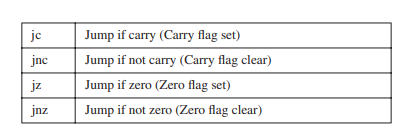 jc Jump if carry (Carry flag set)
jnc Jump if not carry (Carry flag clear)
jz Jump if zero (Zero flag set)
jnz Jump if not zero (Zero flag clear)